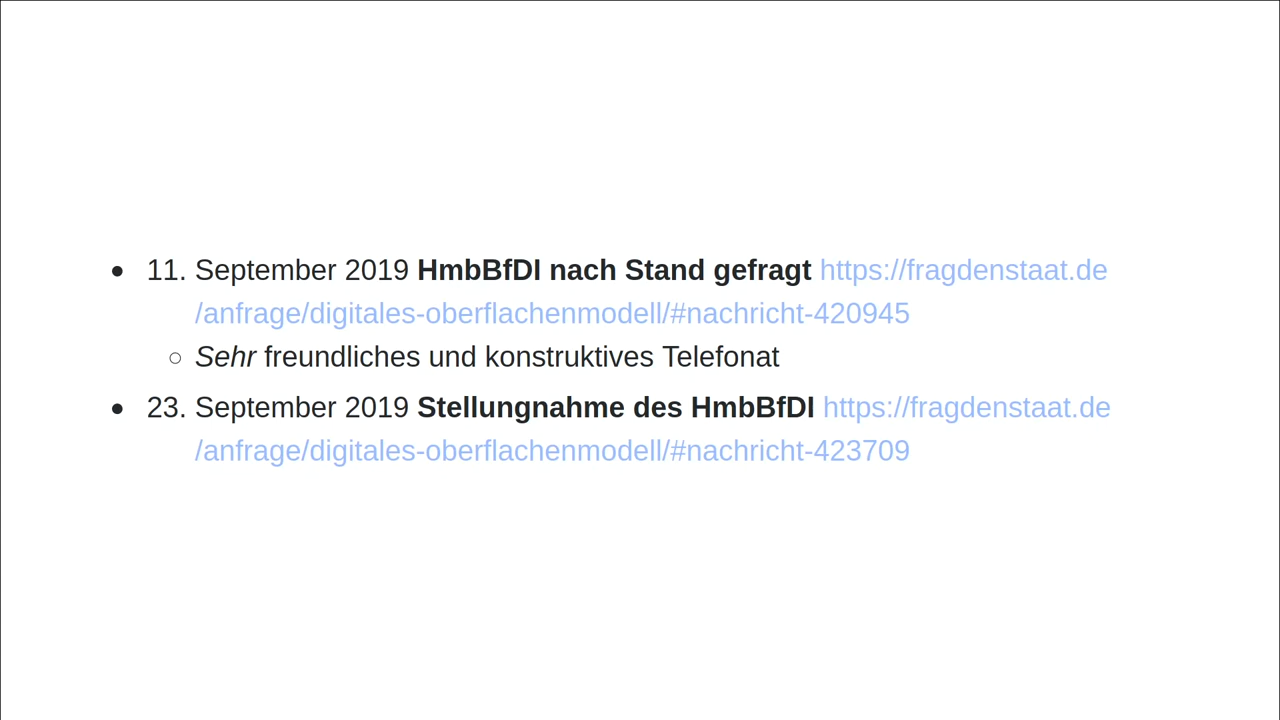 11. September 2019 HmbBfDI nach Stand gefragt https://fragdenstaat.de
/anfrage/digitales-oberflachenmodell/#nachricht-420945
Sehr freundliches und konstruktives Telefonat
23. September 2019 Stellungnahme des HmbBfDI https://fragdenstaat.de
/anfrage/digitales-oberflachenmodell/#nachricht-423709